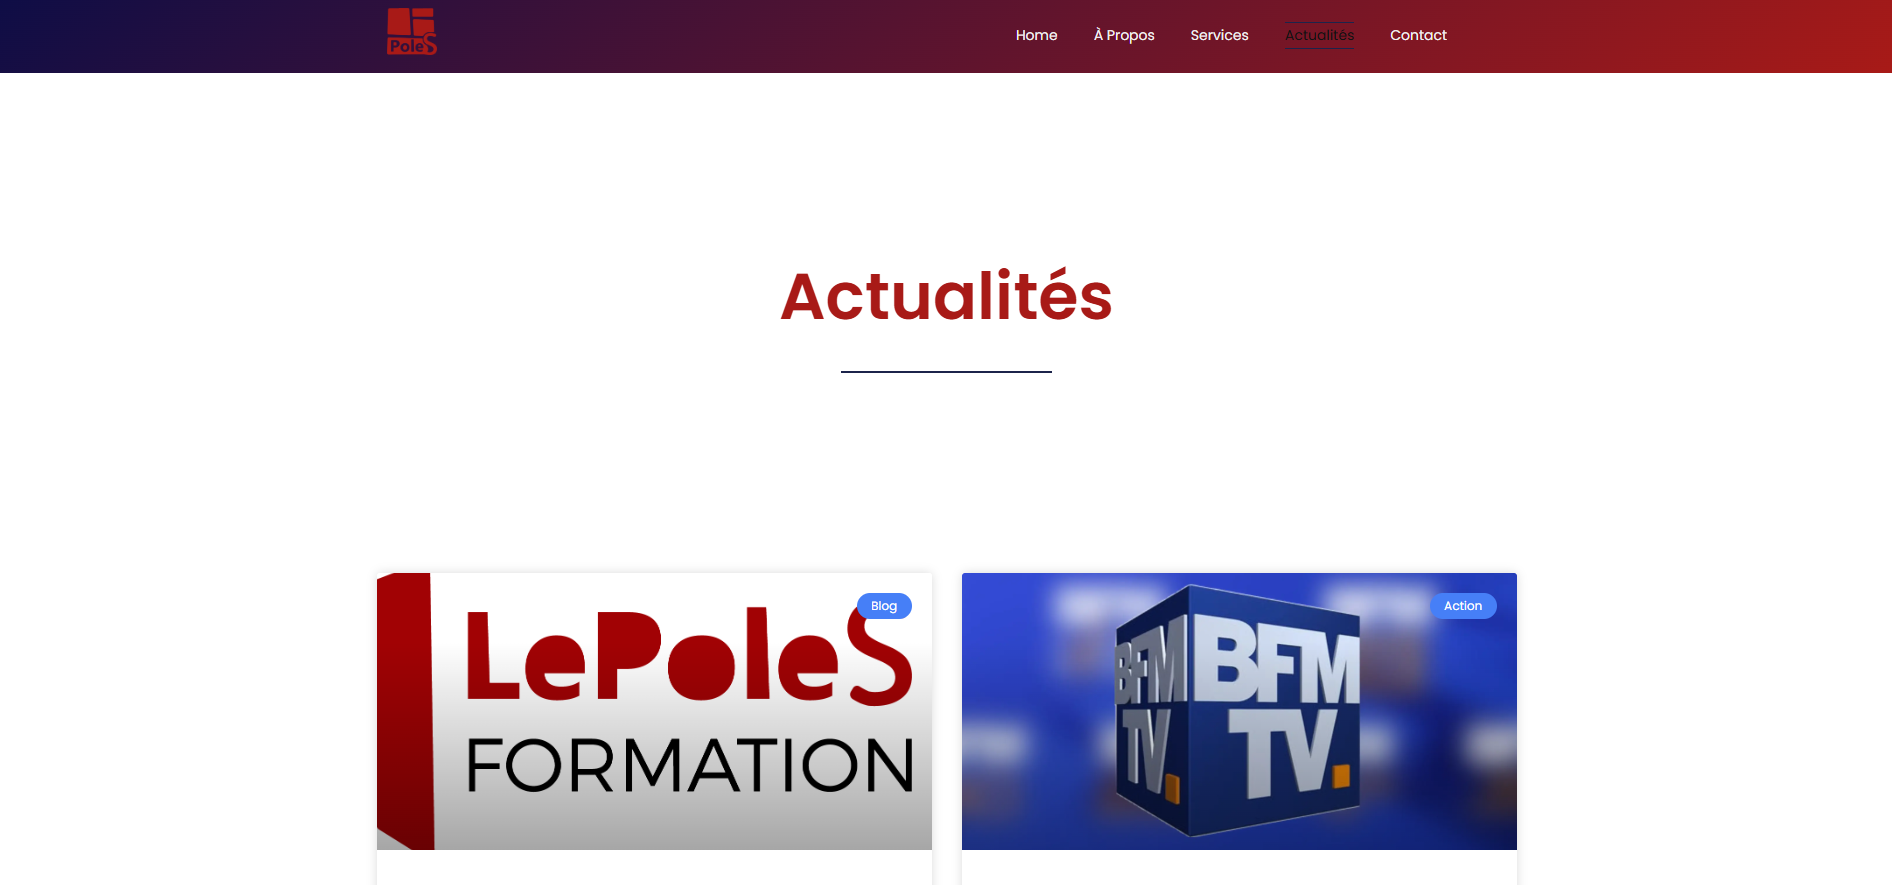 PoleS
Home À Propos Services Actualités Contact
Actualités
Blog
LePoleS
FORMATION
Action
BFM BFM
TV. TV.